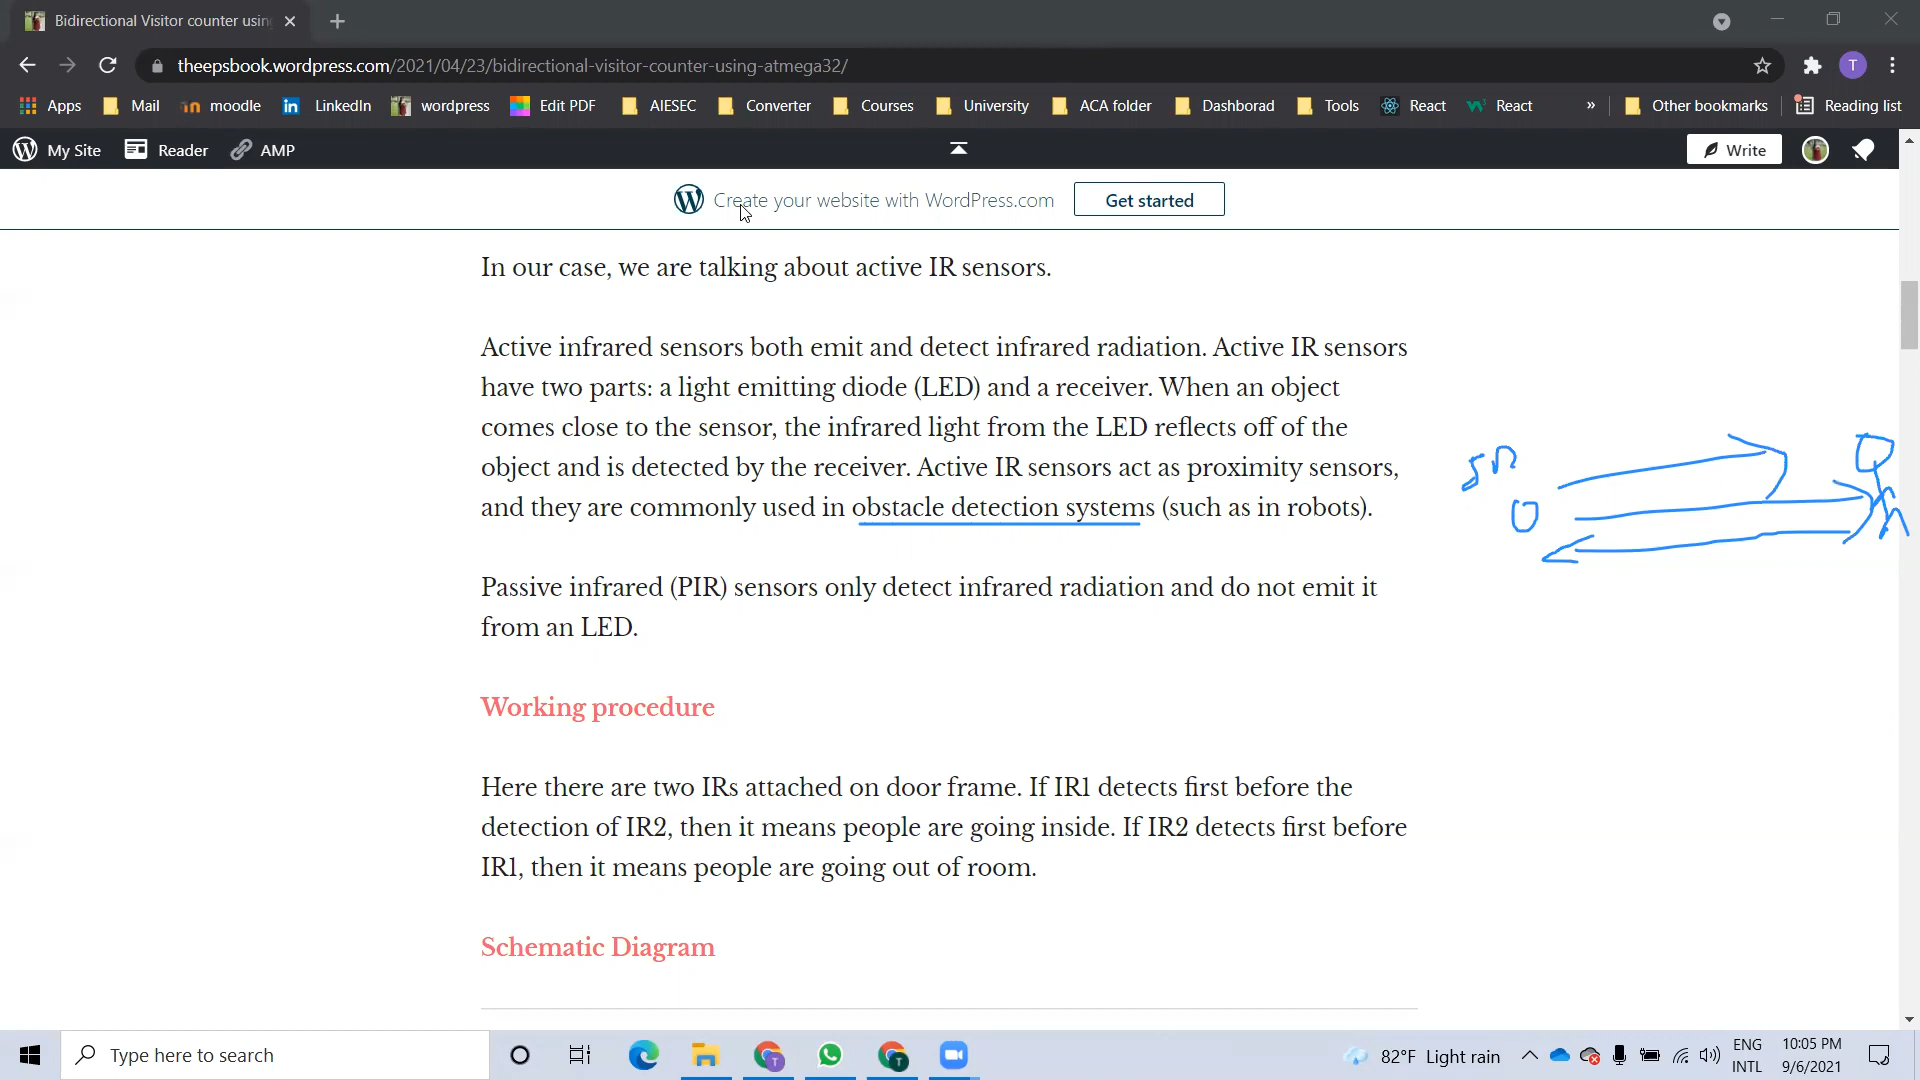 Bidirectional Visitor counter usin
theepsbook.wordpress.com/2021/04/23/bidirectional-visitor-counter-using-atmega32/
T
Apps Mail moodle LinkedIn wordpress Edit PDF AIESEC Converter Courses University ACA folder Dashborad Tools React React » Other bookmarks Reading list
My Site Reader AMP Write
Create your website with WordPress.com Get started
In our case, we are talking about active IR sensors.
Active infrared sensors both emit and detect infrared radiation. Active IR sensors
have two parts: a light emitting diode (LED) and a receiver. When an object
comes close to the sensor, the infrared light from the LED reflects off of the
object and is detected by the receiver. Active IR sensors act as proximity sensors,
and they are commonly used in obstacle detection systems (such as in robots).
Passive infrared (PIR) sensors only detect infrared radiation and do not emit it
from an LED.
Working procedure
Here there are two IRs attached on door frame. If IR1 detects first before the
detection of IR2, then it means people are going inside. If IR2 detects first before
IR1, then it means people are going out of room.
Schematic Diagram
Type here to search
82°F Light rain
ENG
INTL
10:05 PM
9/6/2021